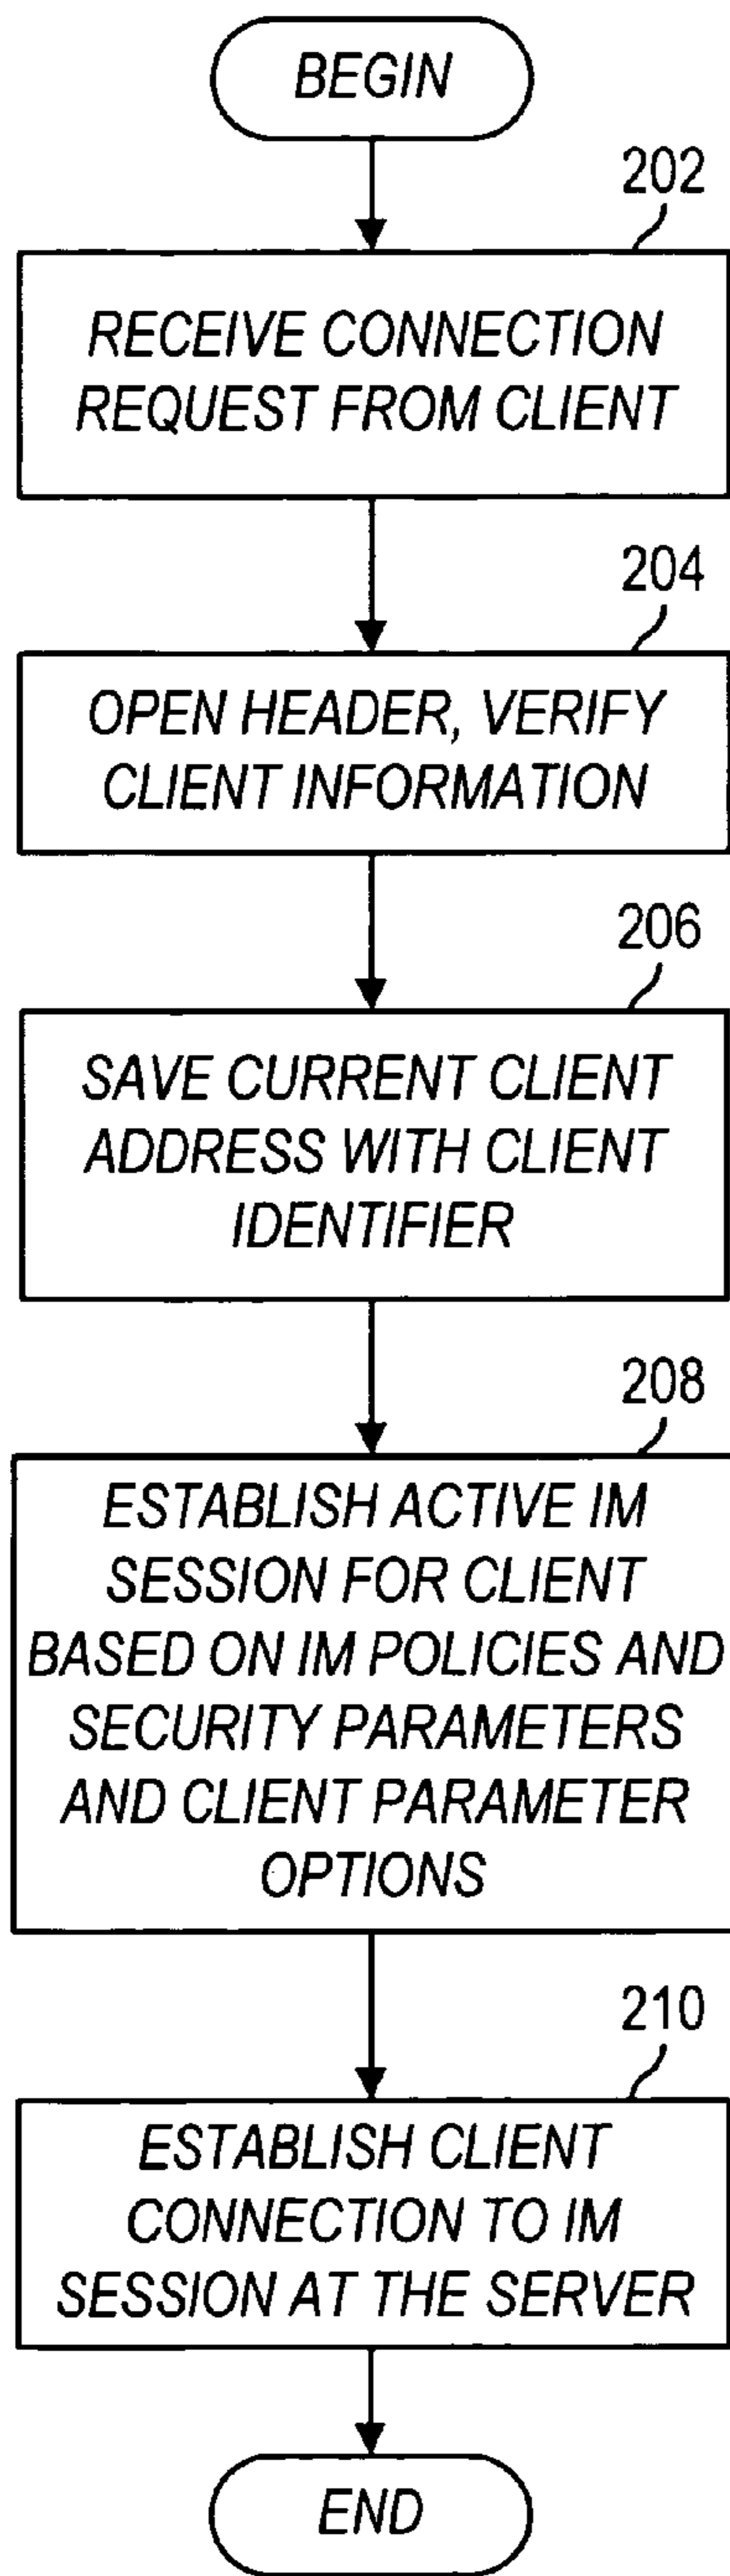 BEGIN
202
RECEIVE CONNECTION
REQUEST FROM CLIENT
204
OPEN HEADER, VERIFY
CLIENT INFORMATION
206
SAVE CURRENT CLIENT
ADDRESS WITH CLIENT
IDENTIFIER
208
ESTABLISH ACTIVE IM
SESSION FOR CLIENT
BASED ON IM POLICIES AND
SECURITY PARAMETERS
AND CLIENT PARAMETER
OPTIONS
210
ESTABLISH CLIENT
CONNECTION TO IM
SESSION AT THE SERVER
END